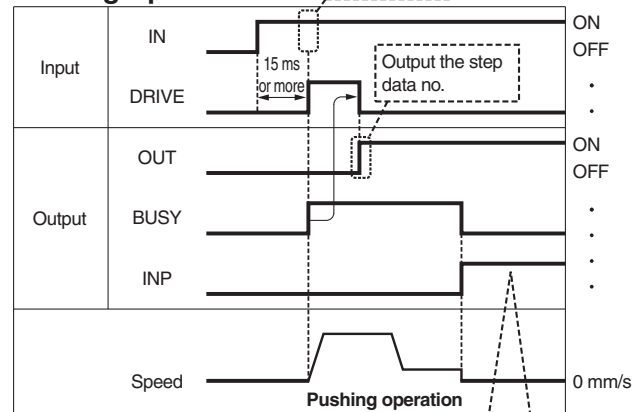 Input
IN
ON
OFF
15 ms
or more
Output the step
data no.
DRIVE
OUT
ON
OFF
Output
BUSY
INP
Speed
0 mm/s
Pushing operation